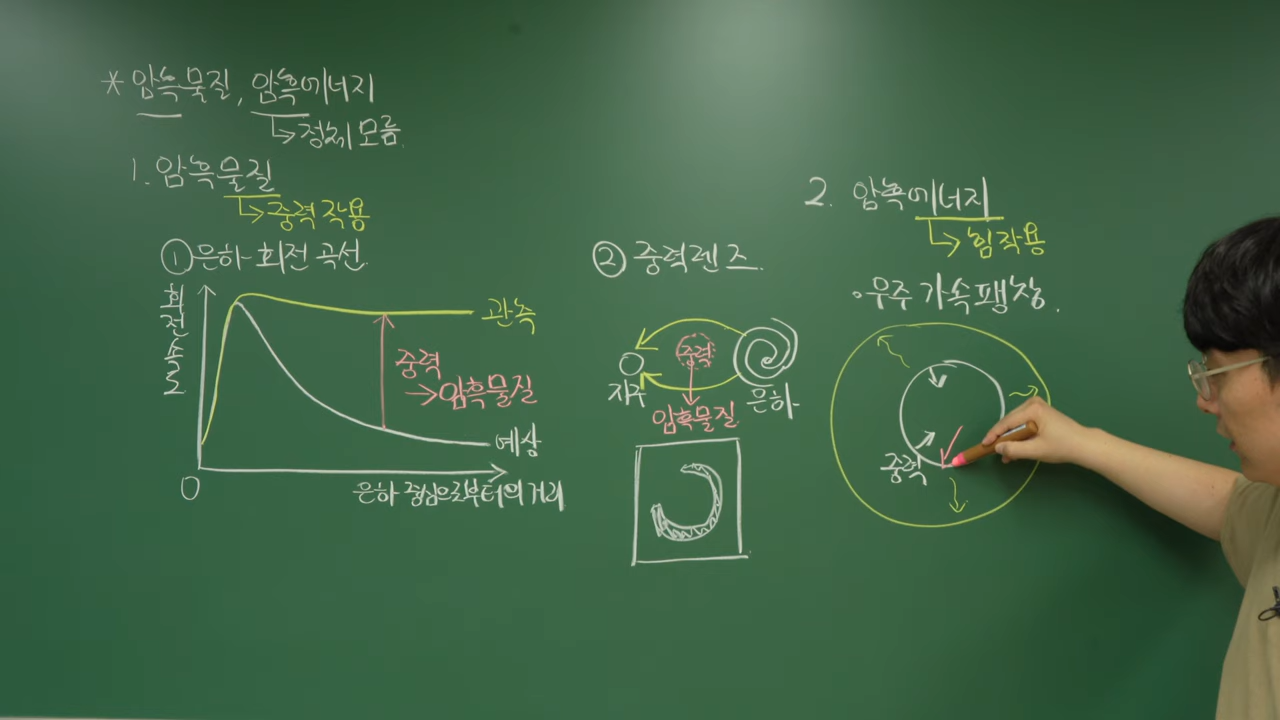 * 암흑물질, 암흑에너지
↳ 정체 모름.
1. 암흑물질
↳ 중력 작용
① 은하 회전 곡선.
회전속도
관측
중력
→ 암흑물질
예상
0
은하 중심으로부터의 거리
② 중력렌즈.
중력
지구
은하
암흑물질
2. 암흑에너지
↳ 힘 작용
· 우주 가속팽창.
중력